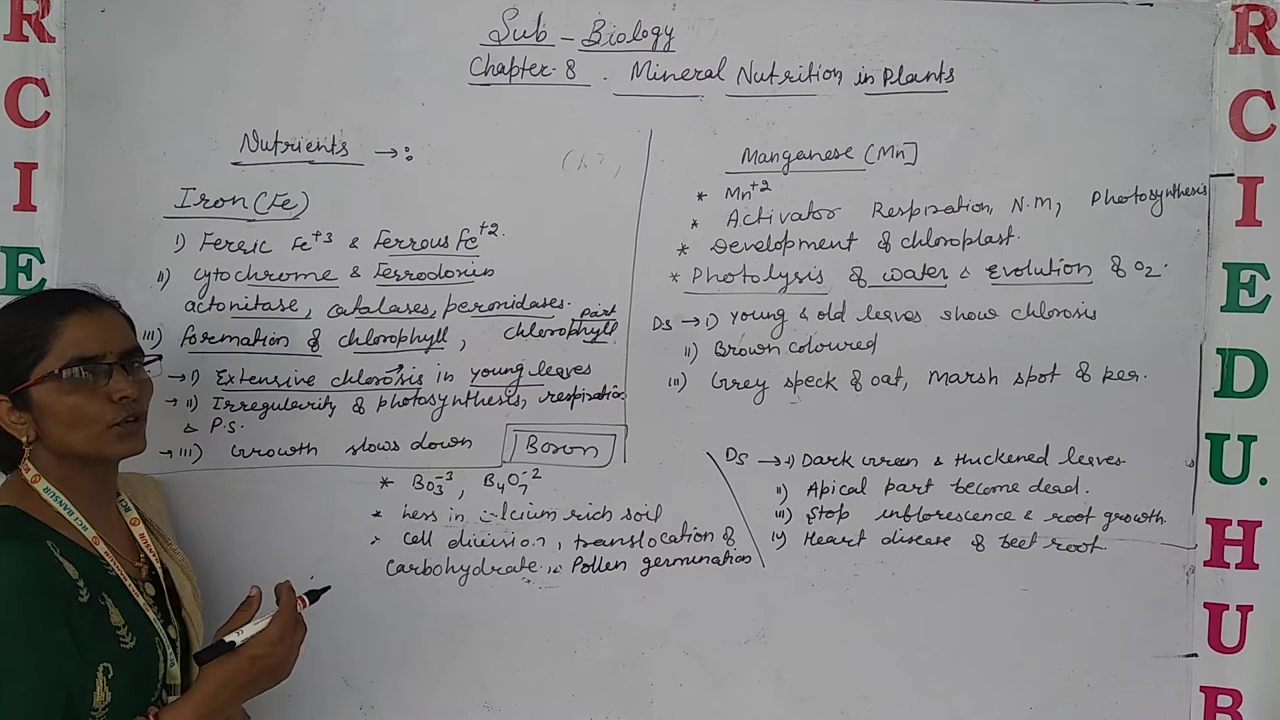 Sub - Biology
Chapter-8. Mineral Nutrition in Plants
Nutrients →:
Iron (Fe)
i) Ferric Fe+3 & Ferrous Fe+2.
ii) Cytochrome & Ferrodoxin
actonitase, catalases, peroxidases.
iii) formation of chlorophyll, chlorophyll part
→ i) Extensive chlorosis in young leaves
→ ii) Irregularity of photosynthesis, respiration
& P.S.
→ iii) Growth slows down
Manganese (Mn]
* Mn+2
* Activator Respiration, N.M, Photosynthesis
* Development of chloroplast.
* Photolysis of water & Evolution of O2.
Ds → i) Young & old leaves show chlorosis
ii) Brown coloured
iii) Grey speck of oat, Marsh spot of pea.
Boron
* BO3-3, B4O7-2
* Less in calcium rich soil
* cell division, translocation of
Carbohydrate & Pollen germination
Ds → i) Dark green & thickened leaves
ii) Apical part become dead.
iii) Stop inflorescence & root growth
iv) Heart disease of beet root.
RCIE
RCIEDU.HUB
RCI BANSUR